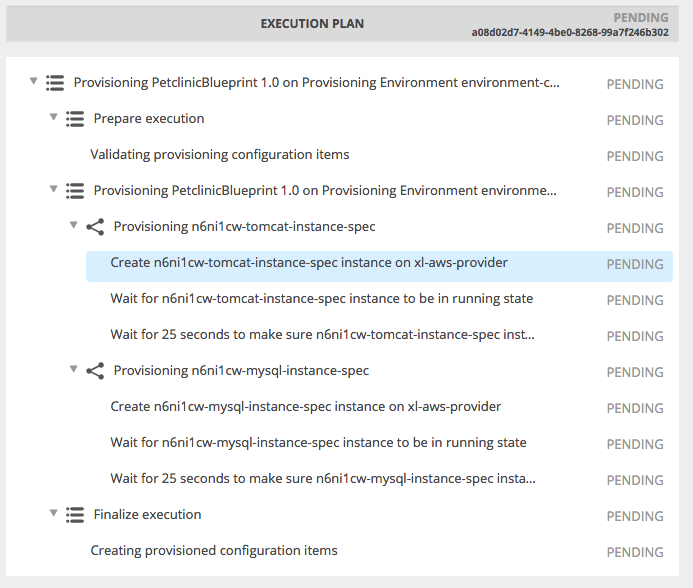 EXECUTION PLAN
PENDING
a08d02d7-4149-4be0-8268-99a7f246b302
Provisioning PetclinicBlueprint 1.0 on Provisioning Environment environment-c... PENDING
Prepare execution PENDING
Validating provisioning configuration items PENDING
Provisioning PetclinicBlueprint 1.0 on Provisioning Environment environme... PENDING
Provisioning n6ni1cw-tomcat-instance-spec PENDING
Create n6ni1cw-tomcat-instance-spec instance on xl-aws-provider PENDING
Wait for n6ni1cw-tomcat-instance-spec instance to be in running state PENDING
Wait for 25 seconds to make sure n6ni1cw-tomcat-instance-spec inst... PENDING
Provisioning n6ni1cw-mysql-instance-spec PENDING
Create n6ni1cw-mysql-instance-spec instance on xl-aws-provider PENDING
Wait for n6ni1cw-mysql-instance-spec instance to be in running state PENDING
Wait for 25 seconds to make sure n6ni1cw-mysql-instance-spec insta... PENDING
Finalize execution PENDING
Creating provisioned configuration items PENDING